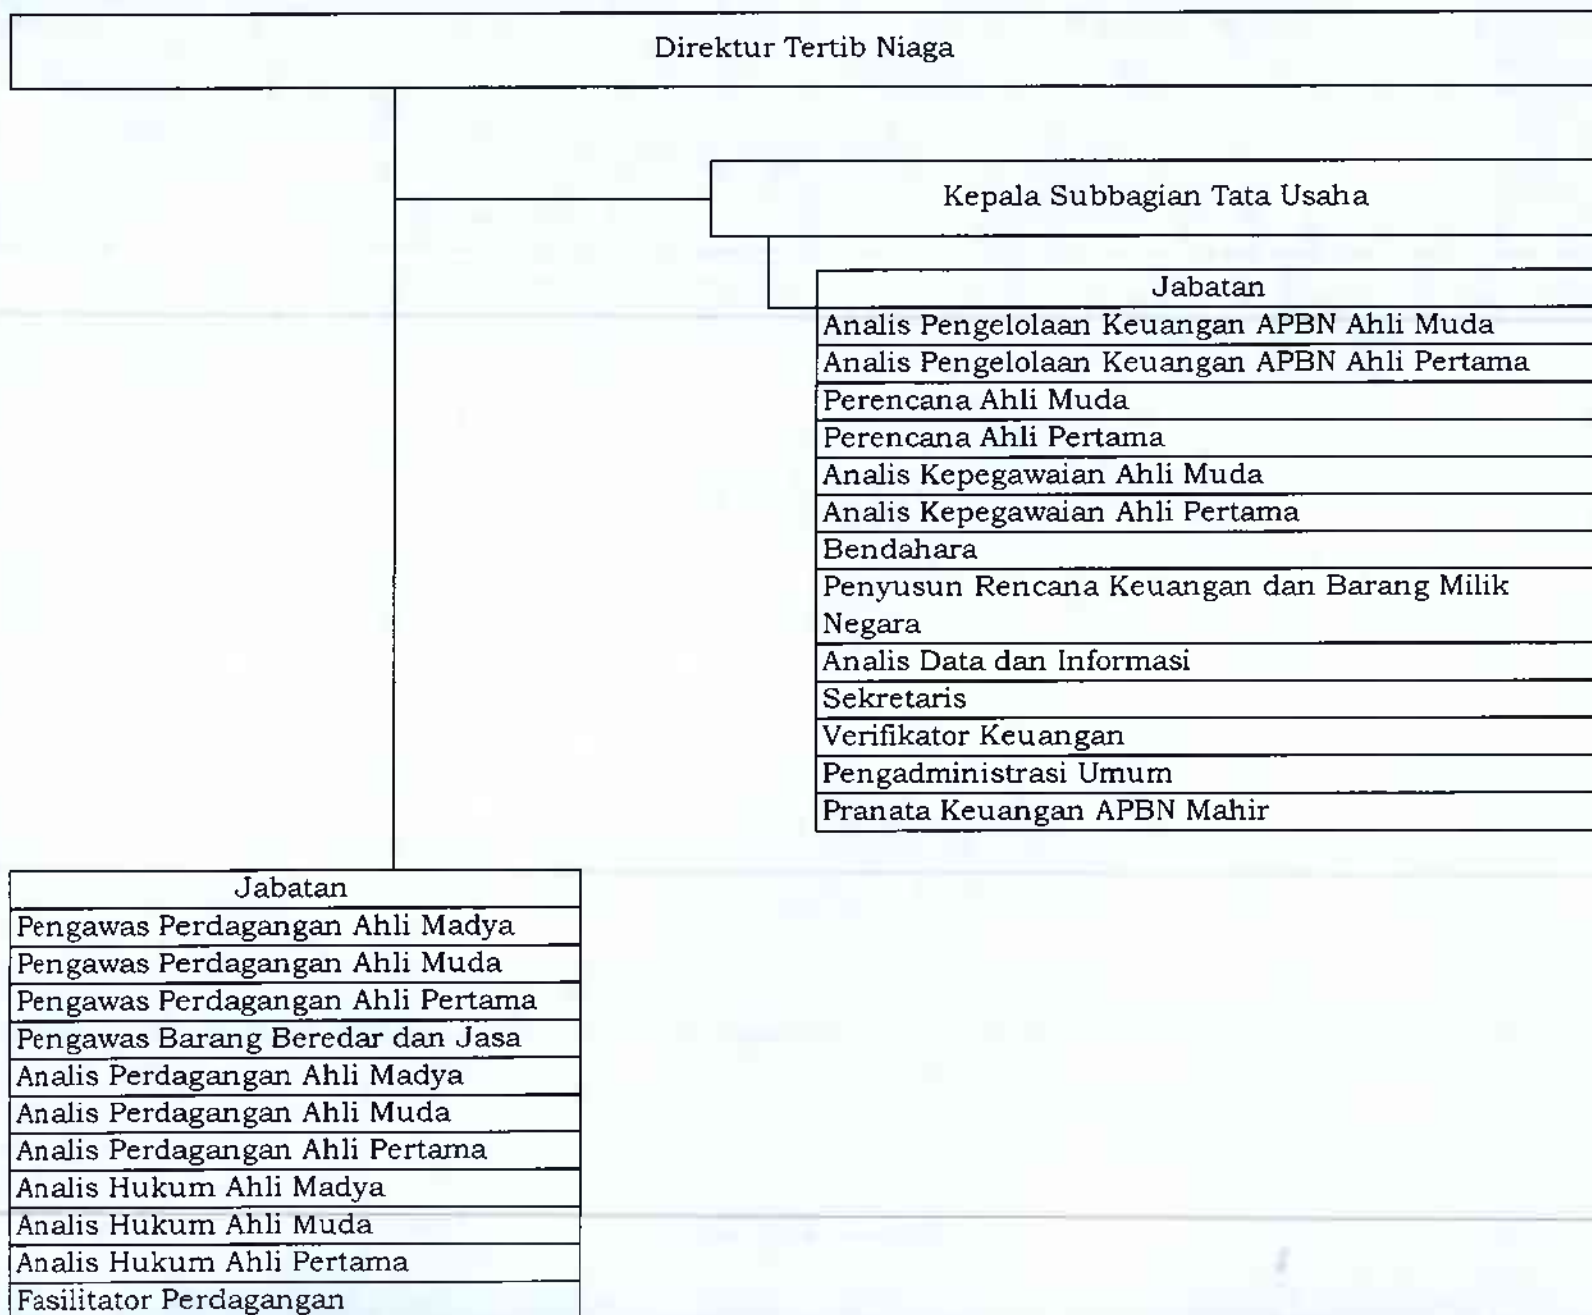 Direktur Tertib Niaga
Kepala Subbagian Tata Usaha
Jabatan
Analis Pengelolaan Keuangan APBN Ahli Muda
Analis Pengelolaan Keuangan APBN Ahli Pertama
Perencana Ahli Muda
Perencana Ahli Pertama
Analis Kepegawaian Ahli Muda
Analis Kepegawaian Ahli Pertama
Bendahara
Penyusun Rencana Keuangan dan Barang Milik
Negara
Analis Data dan Informasi
Sekretaris
Verifikator Keuangan
Pengadministrasi Umum
Pranata Keuangan APBN Mahir
Jabatan
Pengawas Perdagangan Ahli Madya
Pengawas Perdagangan Ahli Muda
Pengawas Perdagangan Ahli Pertama
Pengawas Barang Beredar dan Jasa
Analis Perdagangan Ahli Madya
Analis Perdagangan Ahli Muda
Analis Perdagangan Ahli Pertama
Analis Hukum Ahli Madya
Analis Hukum Ahli Muda
Analis Hukum Ahli Pertama
Fasilitator Perdagangan